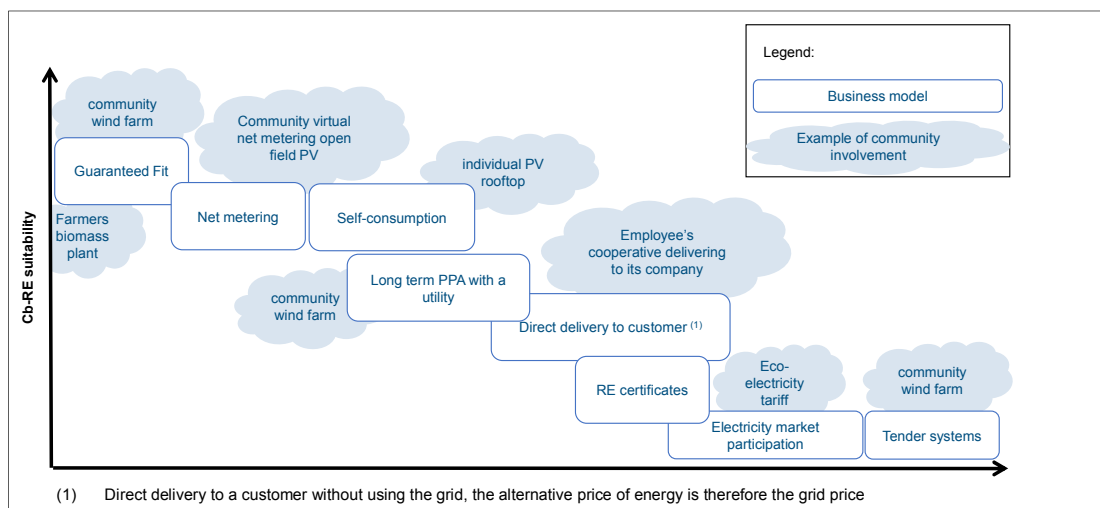 Legend:
Business model
Example of community
involvement
Cb-RE suitability
community
wind farm
Guaranteed Fit
Farmers
biomass
plant
Community virtual
net metering open
field PV
Net metering
Self-consumption
individual PV
rooftop
community
wind farm
Long term PPA with a
utility
Employee’s
cooperative delivering
to its company
Direct delivery to customer (1)
RE certificates
Eco-
electricity
tariff
Electricity market
participation
community
wind farm
Tender systems
(1) Direct delivery to a customer without using the grid, the alternative price of energy is therefore the grid price